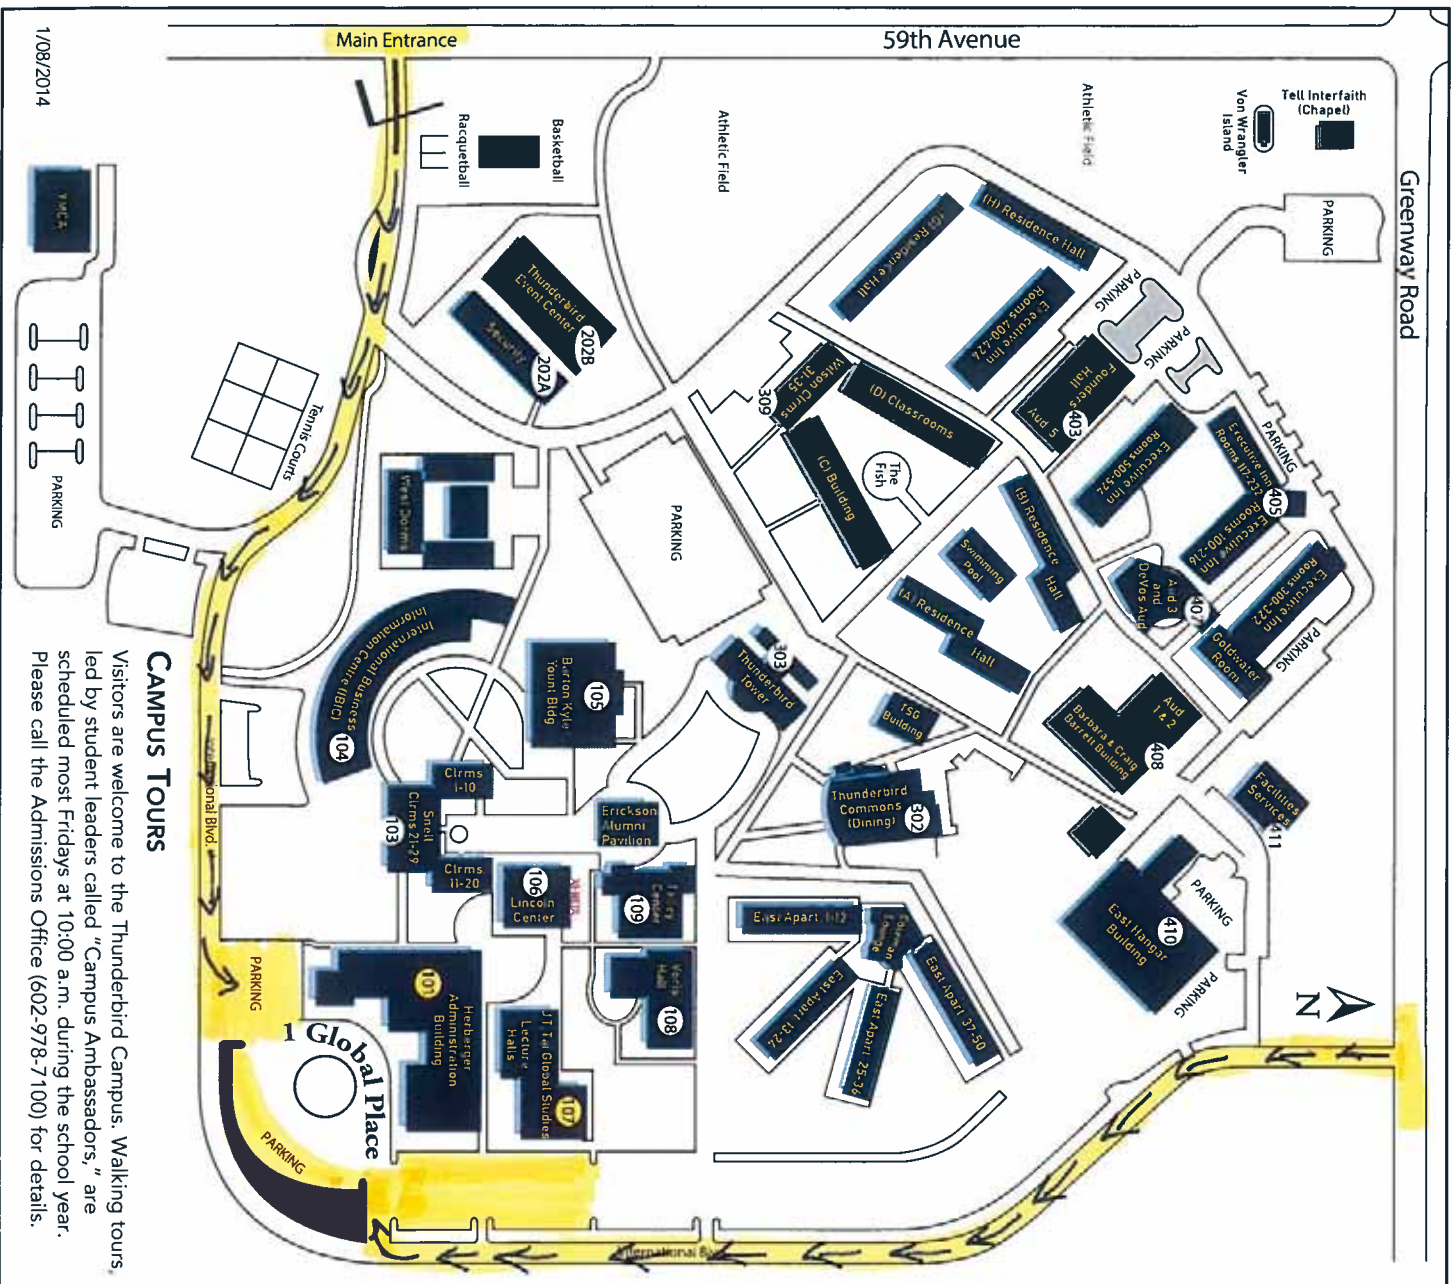 Main Entrance
59th Avenue
Greenway Road
1/08/2014
Tell Interfaith
(Chapel)
Von Wrangler
Island
Athletic Field
Athletic Field
PARKING
Basketball
Racquetball
YMCA
PARKING
Tennis Courts
Thunderbird
Event Center
202B
Security
202A
(H) Residence Hall
(G) Residence Hall
Executive Inn
Rooms 400-424
PARKING
PARKING
Founders
Hall
Aud 5
403
Wilson Clrms
31-35
309
(D) Classrooms
(C) Building
The
Fish
Executive Inn
Rooms 500-524
Executive Inn
Rooms 117-232
PARKING
405
Executive Inn
Rooms 100-216
Executive Inn
Rooms 300-322
PARKING
Goldwater
Room
Aud 3
and
DeVos Aud
407
(B) Residence
Hall
Swimming
Pool
(A) Residence
Hall
West Dorms
PARKING
International Business
Information Centre (IBIC)
104
Barton Kyle
Yount Bldg
105
303
Thunderbird
Tower
TSG
Building
Aud
1 & 2
Barbara & Craig
Barrett Building
408
Facilities
Services
411
Thunderbird
Commons
(Dining)
302
Clrms
1-10
Snell
Clrms 21-29
103
Clrms
11-20
Erickson
Alumni
Pavilion
106
Lincoln
Center
Center
109
Hall
108
East Apart 1-12
Lounge
East Apart 13-24
East Apart 25-36
East Apart 37-50
East Hangar
Building
410
PARKING
PARKING
N
Herberger
Administration
Building
101
Global Studies
Lecture
Halls
107
1 Global Place
PARKING
PARKING
International Blvd.
CAMPUS TOURS
Visitors are welcome to the Thunderbird Campus. Walking tours,
led by student leaders called "Campus Ambassadors," are
scheduled most Fridays at 10:00 a.m. during the school year.
Please call the Admissions Office (602-978-7100) for details.